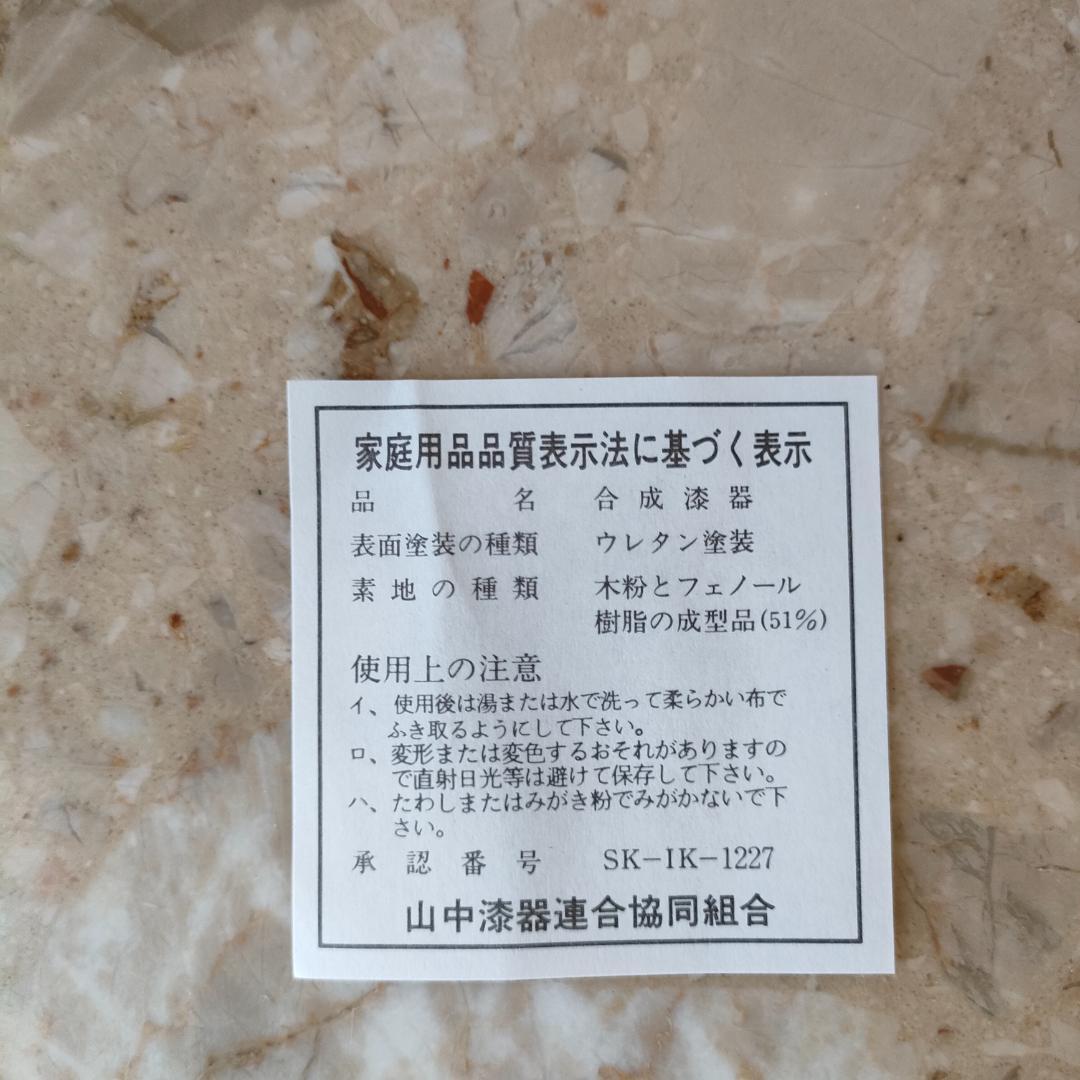 家庭用品品質表示法に基づく表示
品名 合成漆器
表面塗装の種類 ウレタン塗装
素地の種類 木粉とフェノール
樹脂の成型品(51%)
使用上の注意
イ、使用後は湯または水で洗って柔らかい布で
ふき取るようにして下さい。
ロ、変形または変色するおそれがありますの
で直射日光等は避けて保存して下さい。
ハ、たわしまたはみがき粉でみがかないで下
さい。
承認番号 SK-IK-1227
山中漆器連合協同組合